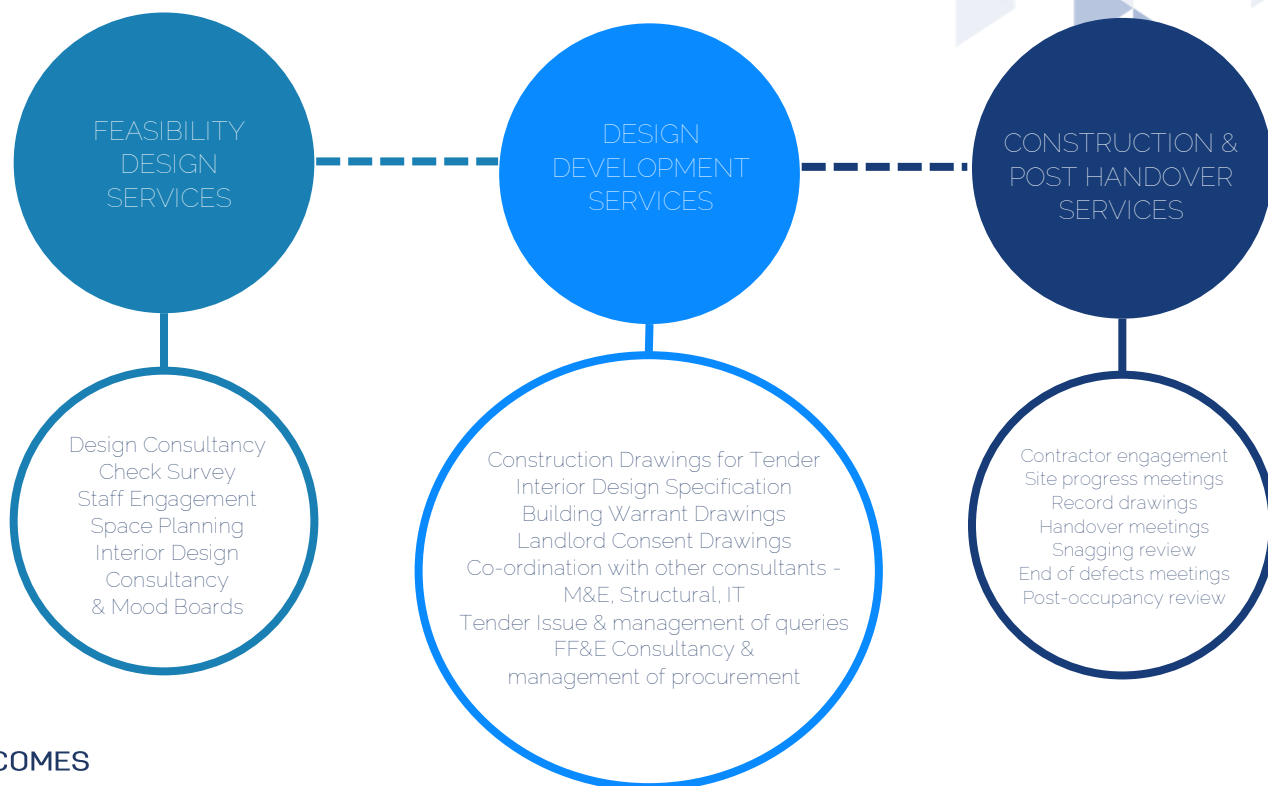 FEASIBILITY
DESIGN
SERVICES
DESIGN
DEVELOPMENT
SERVICES
CONSTRUCTION &
POST HANDOVER
SERVICES
Design Consultancy
Check Survey
Staff Engagement
Space Planning
Interior Design
Consultancy
& Mood Boards
Construction Drawings for Tender
Interior Design Specification
Building Warrant Drawings
Landlord Consent Drawings
Co-ordination with other consultants -
M&E, Structural, IT
Tender Issue & management of queries
FF&E Consultancy &
management of procurement
Contractor engagement
Site progress meetings
Record drawings
Handover meetings
Snagging review
End of defects meetings
Post-occupancy review
COMES